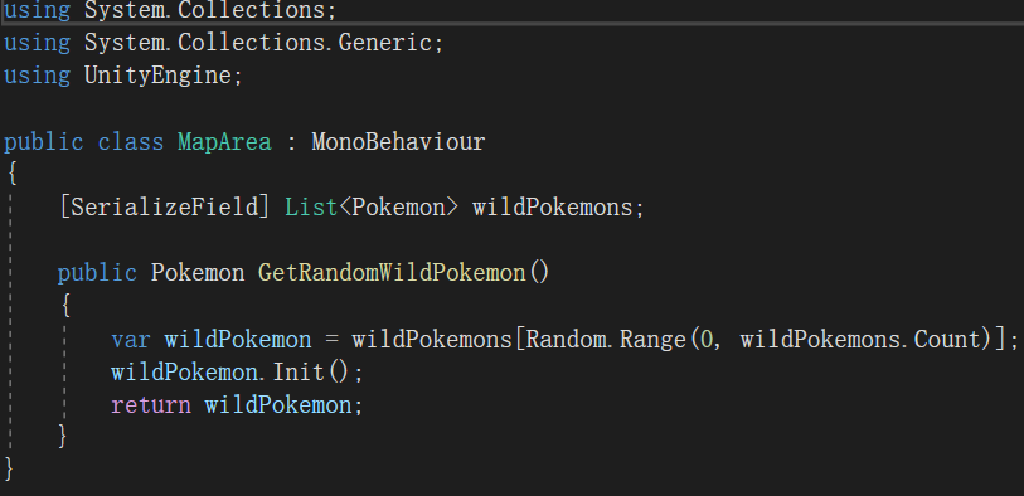 using System.Collections;
using System.Collections.Generic;
using UnityEngine;
public class MapArea : MonoBehaviour
{
[SerializeField] List<Pokemon> wildPokemons;
public Pokemon GetRandomWildPokemon()
{
var wildPokemon = wildPokemons[Random.Range(0, wildPokemons.Count)];
wildPokemon.Init();
return wildPokemon;
}
}